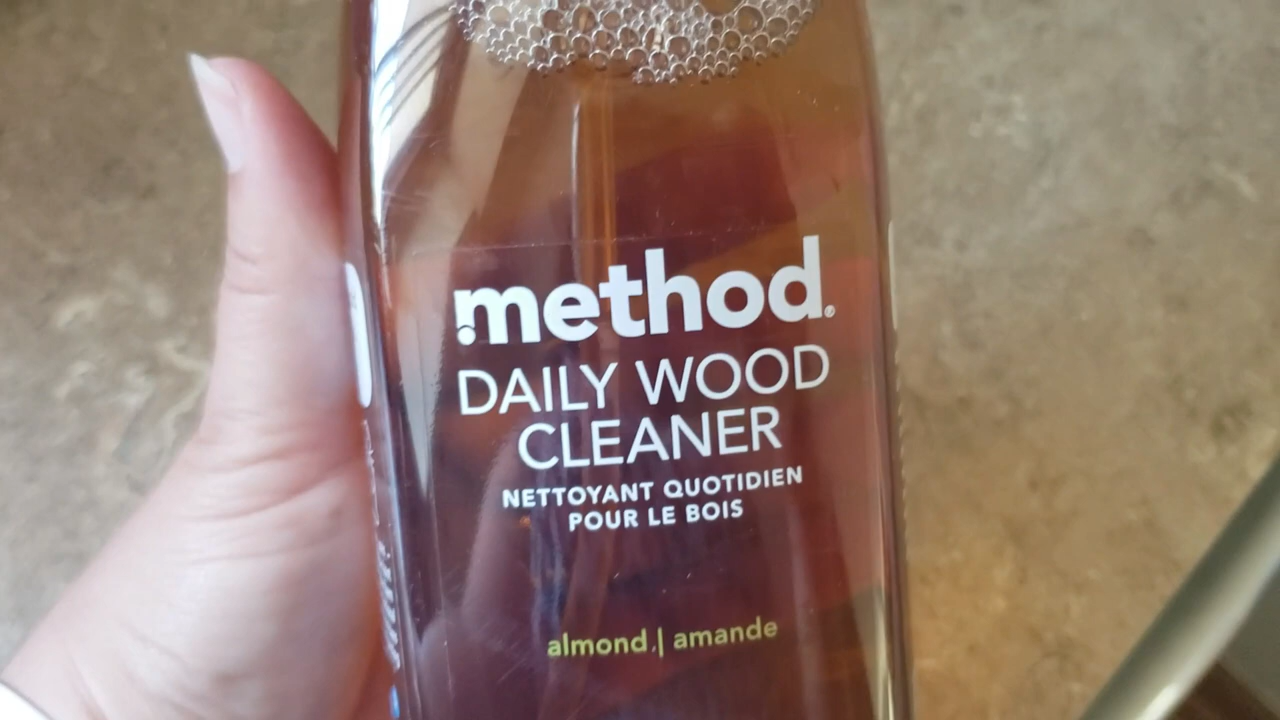 method®
DAILY WOOD
CLEANER
NETTOYANT QUOTIDIEN
POUR LE BOIS
almond | amande